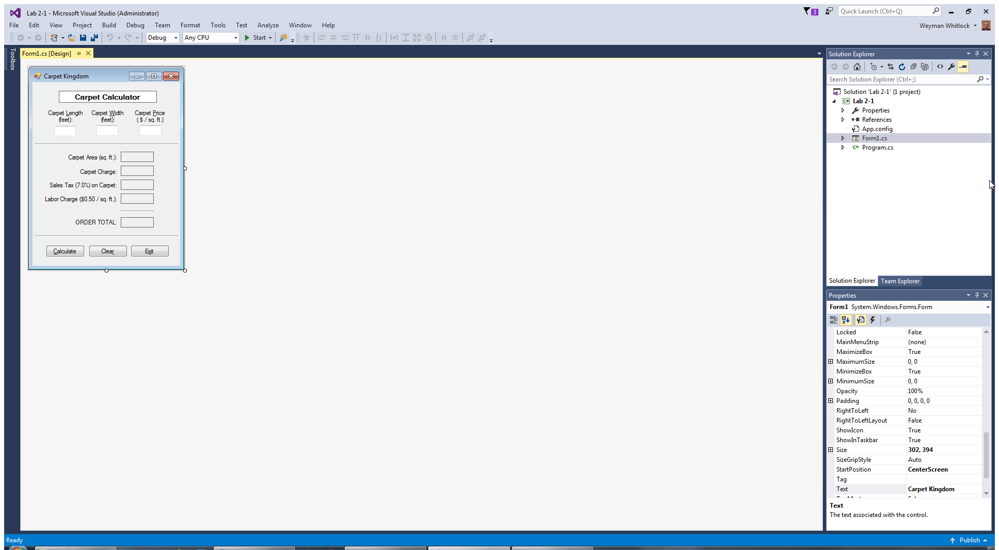 Lab 2-1 - Microsoft Visual Studio (Administrator)
3
Quick Launch (Ctrl+Q)
File Edit View Project Build Debug Team Format Tools Test Analyze Window Help
Weyman Whitlock
Debug Any CPU Start
Toolbox
Form1.cs [Design]
Carpet Kingdom
Carpet Calculator
Carpet Length (feet):
Carpet Width (feet):
Carpet Price ( $ / sq. ft.)
Carpet Area (sq. ft.):
Carpet Charge:
Sales Tax (7.0%) on Carpet:
Labor Charge ($0.50 / sq. ft.):
ORDER TOTAL:
Calculate Clear Exit
Solution Explorer
Search Solution Explorer (Ctrl+;)
Solution 'Lab 2-1' (1 project)
C# Lab 2-1
Properties
References
App.config
Form1.cs
C# Program.cs
Solution Explorer Team Explorer
Properties
Form1 System.Windows.Forms.Form
Locked False
MainMenuStrip (none)
MaximizeBox True
MaximumSize 0, 0
MinimizeBox True
MinimumSize 0, 0
Opacity 100%
Padding 0, 0, 0, 0
RightToLeft No
RightToLeftLayout False
ShowIcon True
ShowInTaskbar True
Size 302, 394
SizeGripStyle Auto
StartPosition CenterScreen
Tag
Text Carpet Kingdom
Text
The text associated with the control.
Ready
Publish